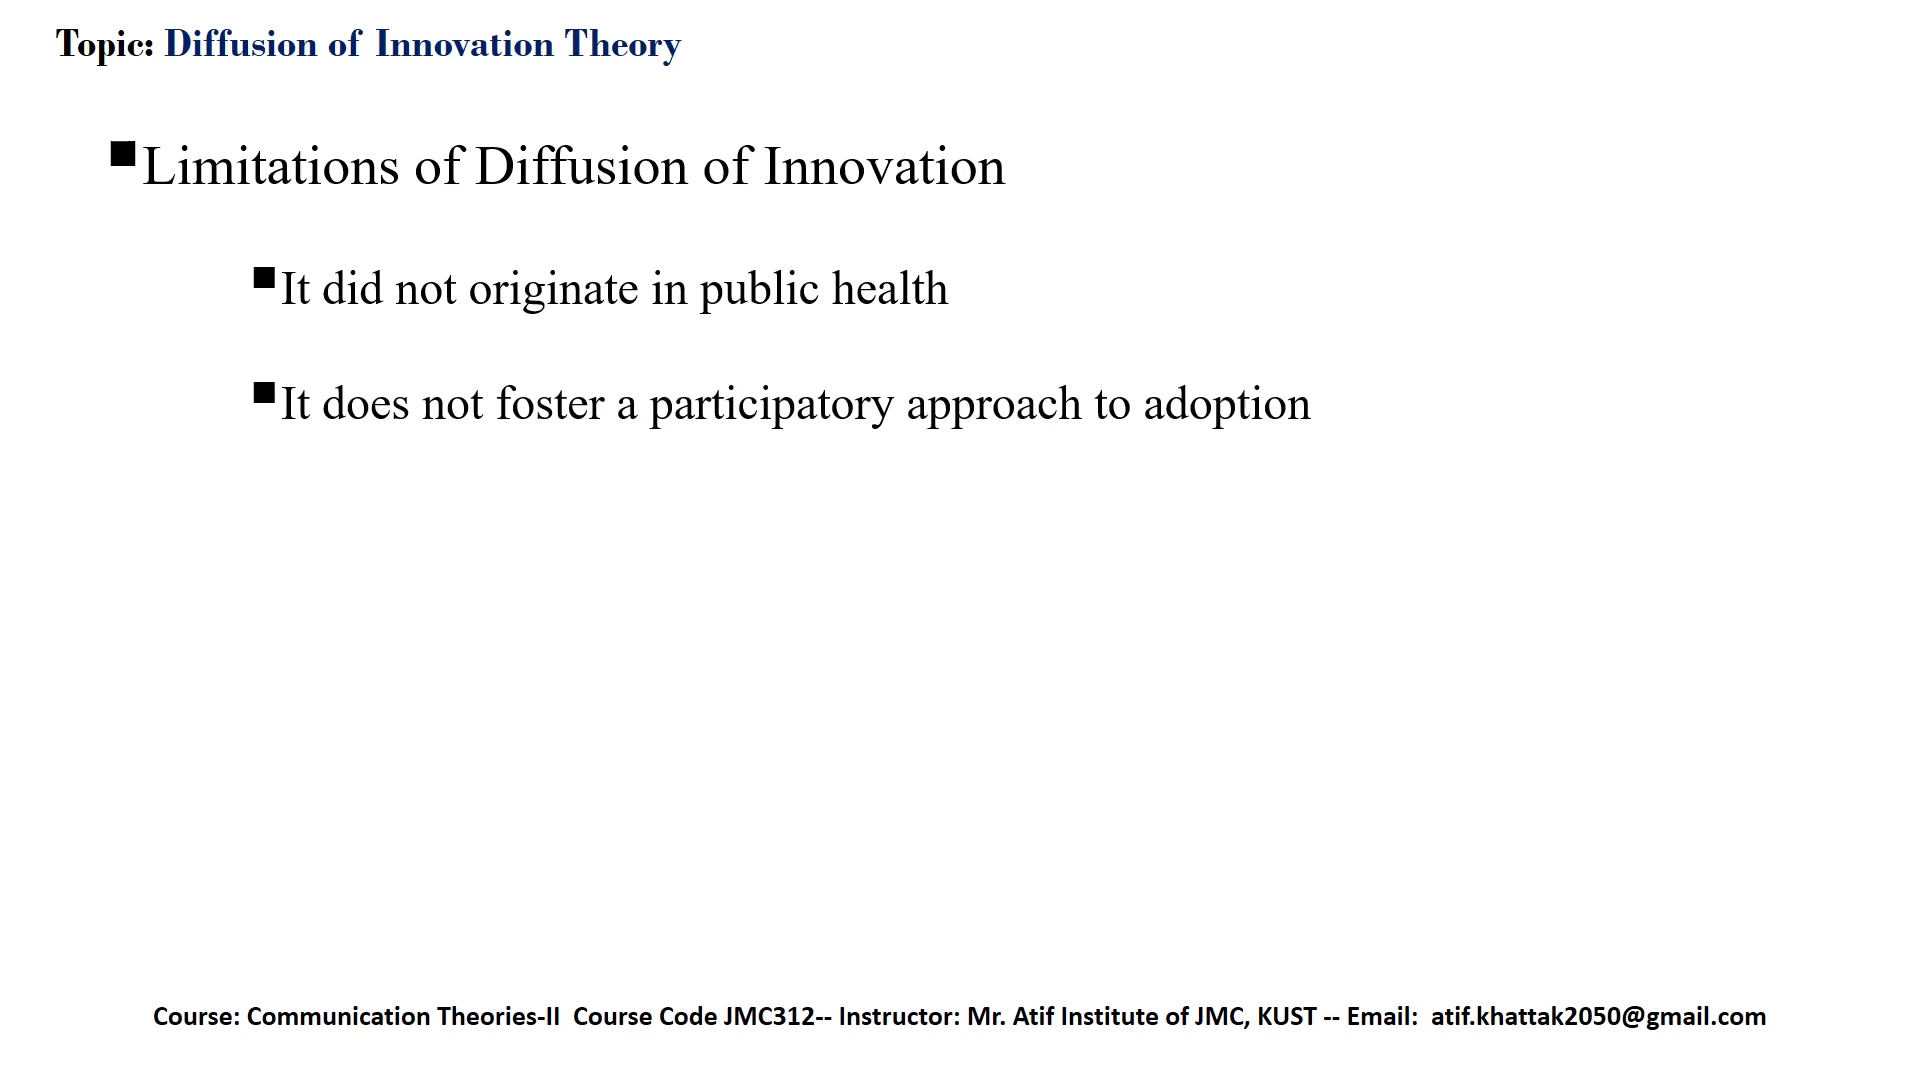 Topic: Diffusion of Innovation Theory
Limitations of Diffusion of Innovation
It did not originate in public health
It does not foster a participatory approach to adoption
Course: Communication Theories-II  Course Code JMC312-- Instructor: Mr. Atif Institute of JMC, KUST -- Email:  atif.khattak2050@gmail.com